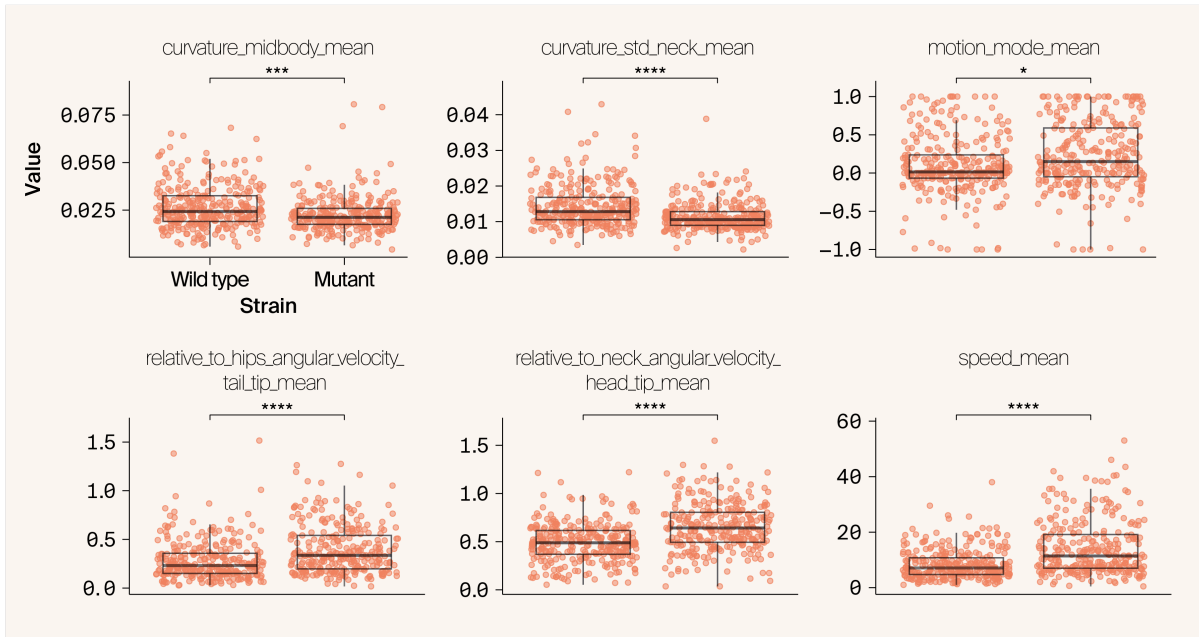 curvature_midbody_mean
***
Value
0.075
0.050
0.025
Wild type
Mutant
Strain
curvature_std_neck_mean
****
0.04
0.03
0.02
0.01
0.00
motion_mode_mean
*
1.0
0.5
0.0
−0.5
−1.0
relative_to_hips_angular_velocity_
tail_tip_mean
****
1.5
1.0
0.5
0.0
relative_to_neck_angular_velocity_
head_tip_mean
****
1.5
1.0
0.5
0.0
speed_mean
****
60
40
20
0